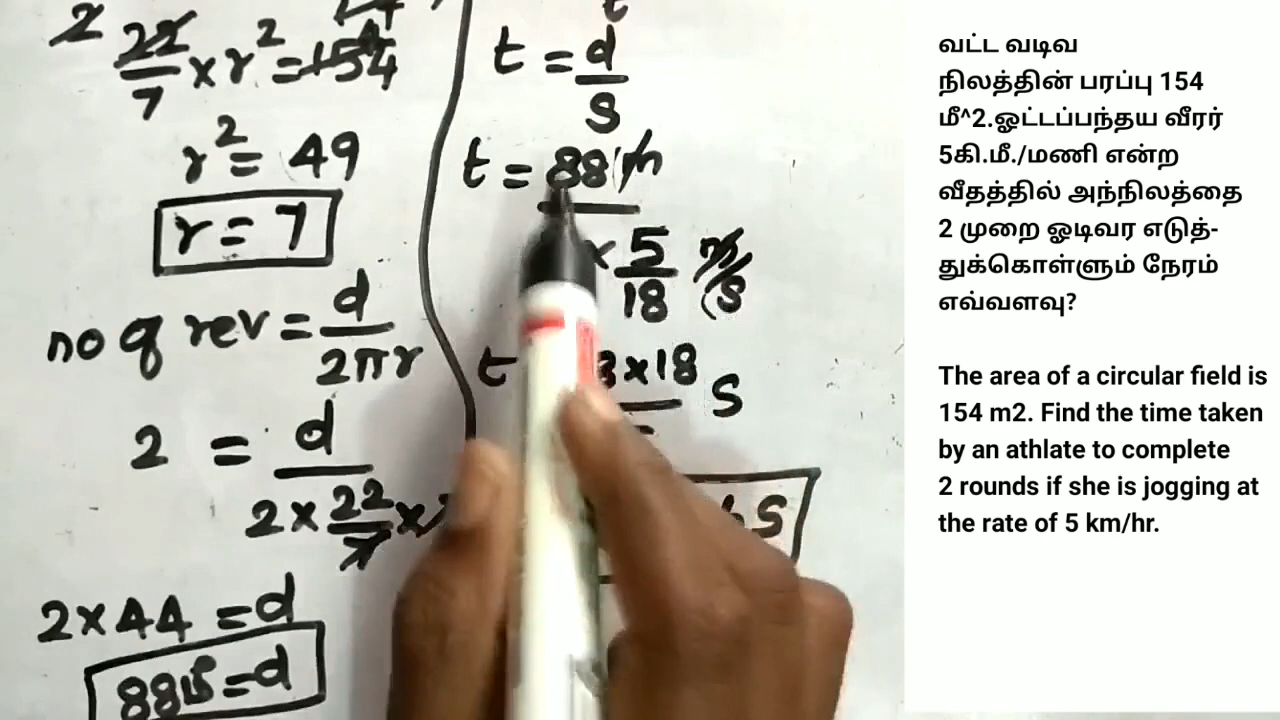 2 22/7 × r² = 154
r² = 49
r = 7
no of rev = d/2πr
2 = d/2 × 22/7 ×
2 × 44 = d
88மீ = d
t = d/s
t = 88 m
× 5/18 m/s
t × 18 s
s
வட்ட வடிவ
நிலத்தின் பரப்பு 154
மீ^2.ஓட்டப்பந்தய வீரர்
5கி.மீ./மணி என்ற
வீதத்தில் அந்நிலத்தை
2 முறை ஓடிவர எடுத்-
துக்கொள்ளும் நேரம்
எவ்வளவு?
The area of a circular field is
154 m2. Find the time taken
by an athlate to complete
2 rounds if she is jogging at
the rate of 5 km/hr.